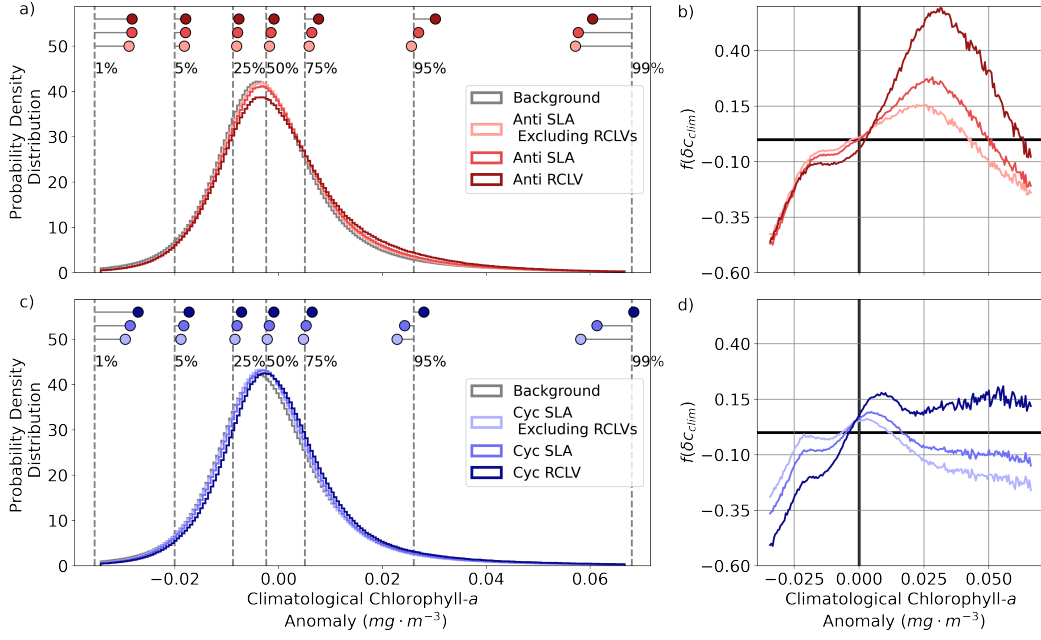 a)
50
40
30
20
10
0
Probability Density
Distribution
1%
5%
25%
50%
75%
95%
99%
Background
Anti SLA
Excluding RCLVs
Anti SLA
Anti RCLV
b)
0.40
0.15
−0.10
−0.35
−0.60
f(δc_clim)
c)
50
40
30
20
10
0
Probability Density
Distribution
1%
5%
25%
50%
75%
95%
99%
Background
Cyc SLA
Excluding RCLVs
Cyc SLA
Cyc RCLV
−0.02
0.00
0.02
0.04
0.06
Climatological Chlorophyll-a
Anomaly (mg · m⁻³)
d)
0.40
0.15
−0.10
−0.35
−0.60
f(δc_clim)
−0.025
0.000
0.025
0.050
Climatological Chlorophyll-a
Anomaly (mg · m⁻³)